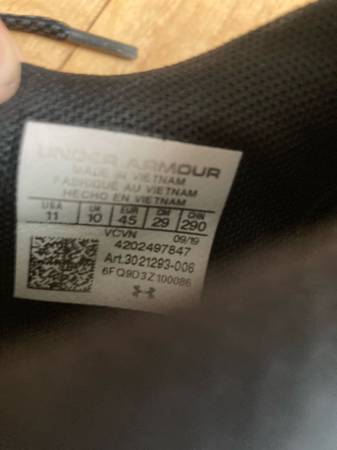 UNDER ARMOUR
MADE IN VIETNAM
FABRIQUÉ AU VIETNAM
HECHO EN VIETNAM
USA UK EUR CM CHN
11 10 45 29 290
VCVN 09/19
4202497847
Art.3021293-006
6FQ9D3Z100086